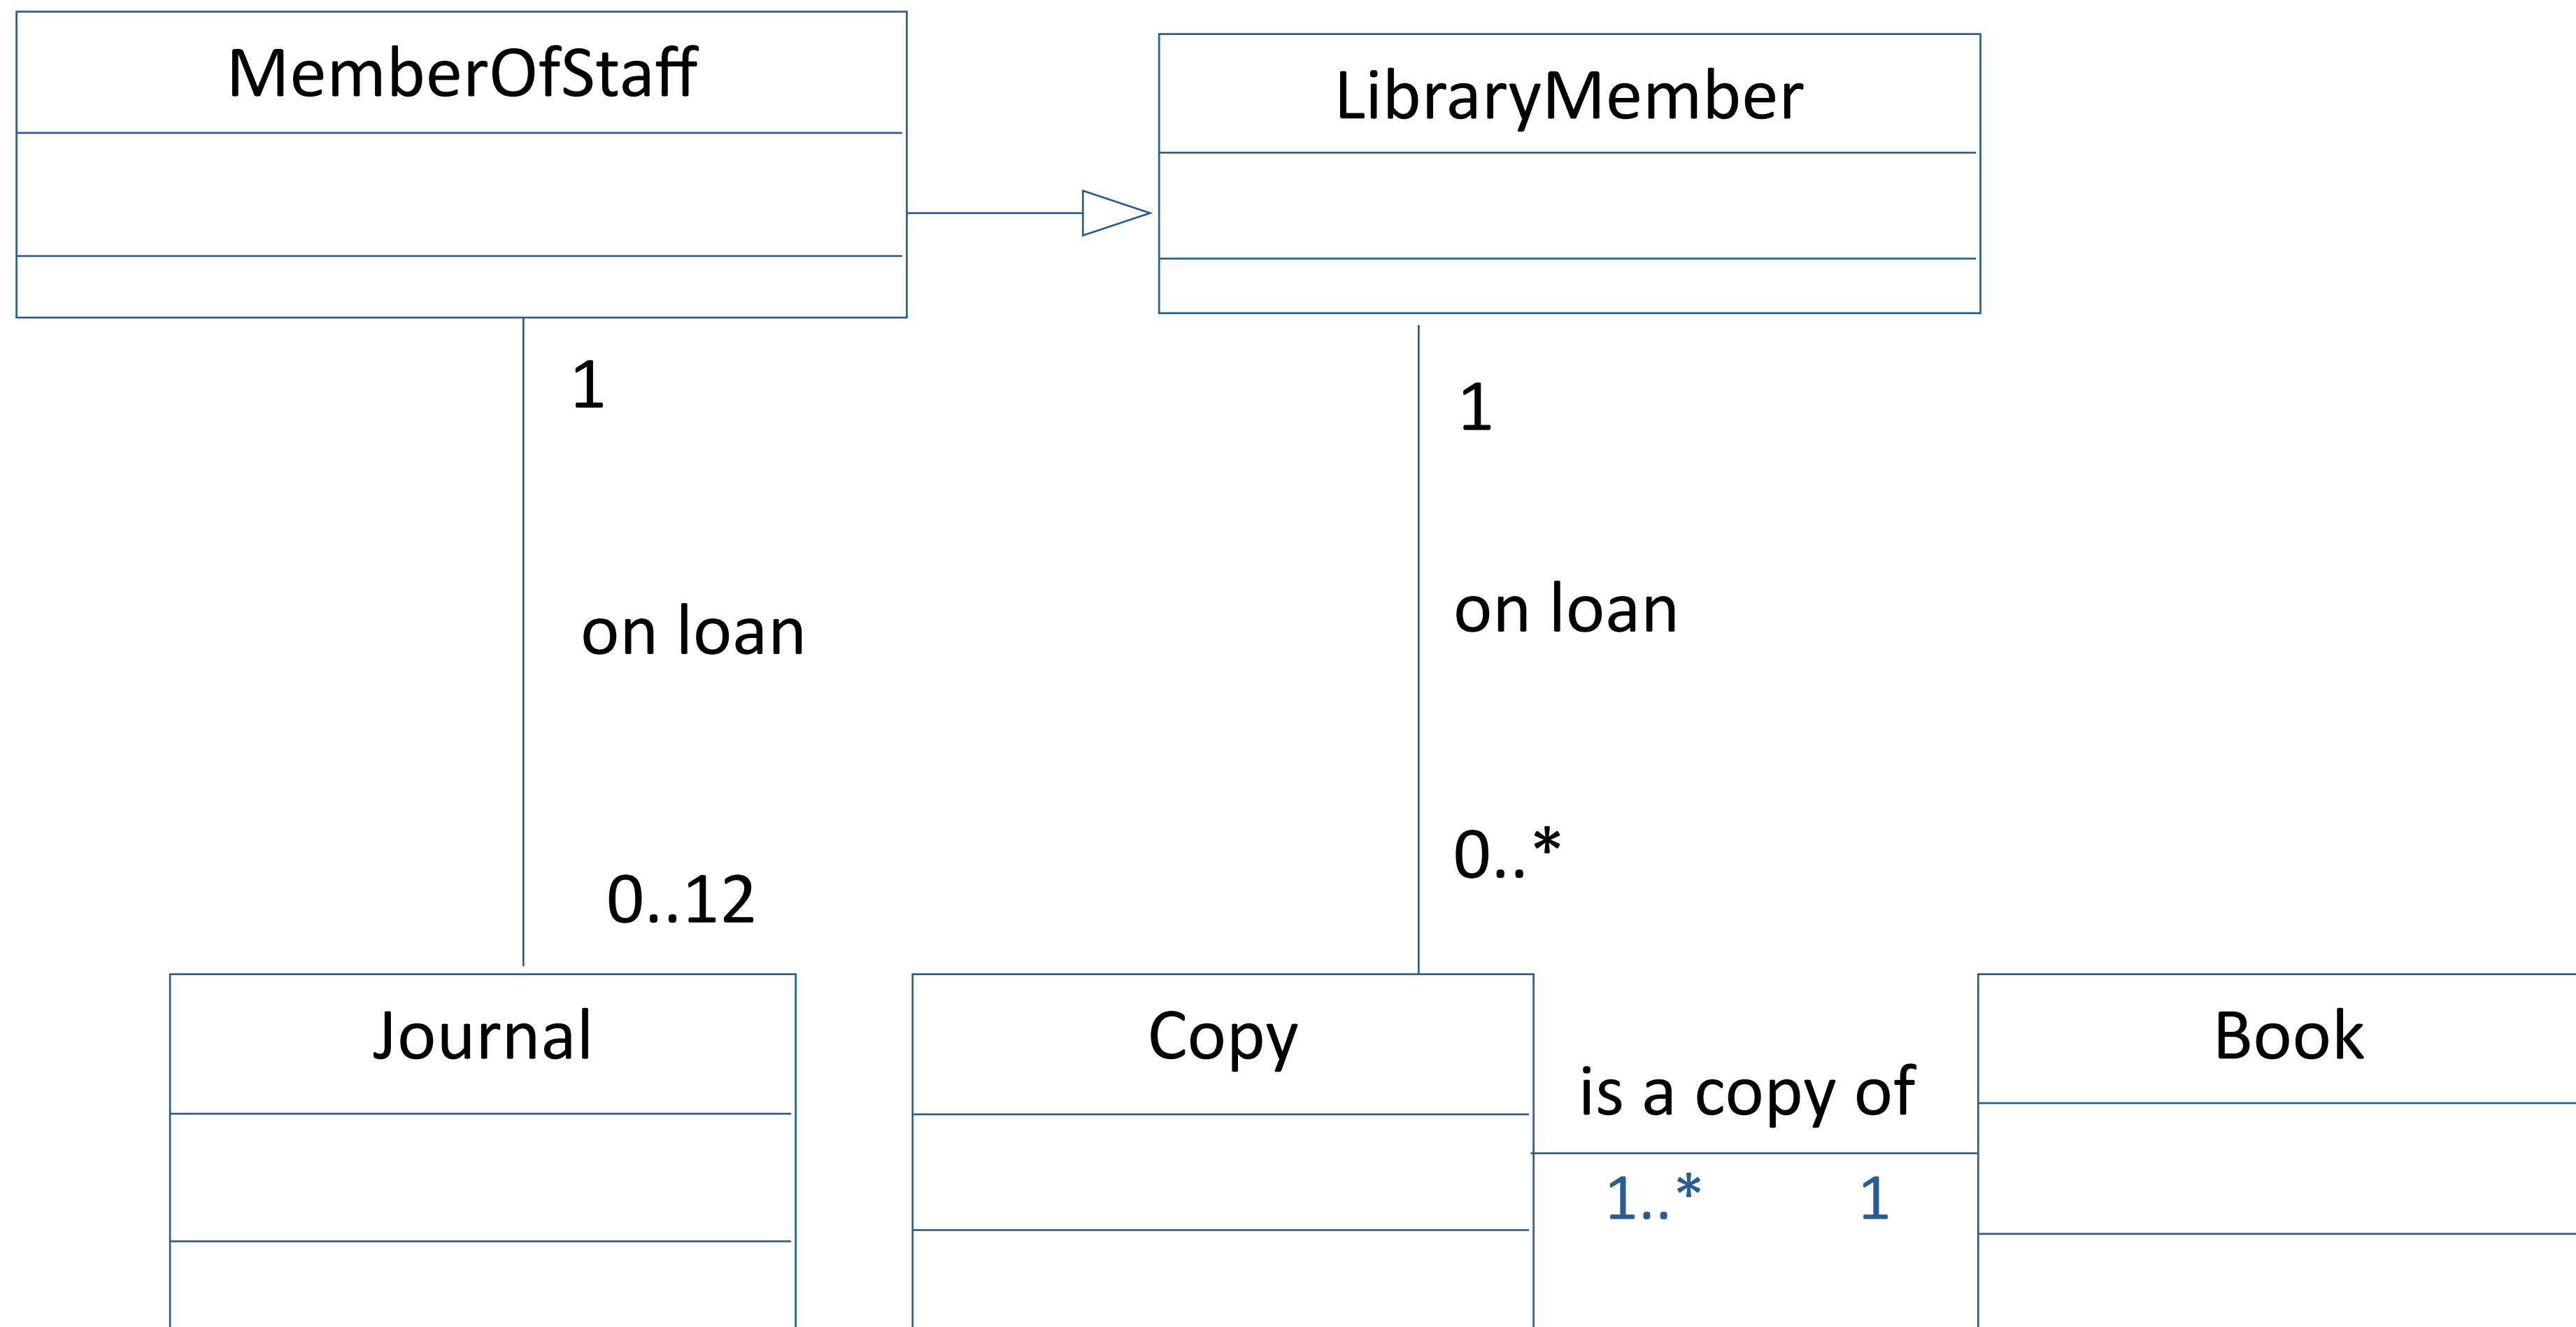 MemberOfStaff
LibraryMember
1
1
on loan
on loan
0..*
0..12
Journal
Copy
is a copy of
Book
1..*
1